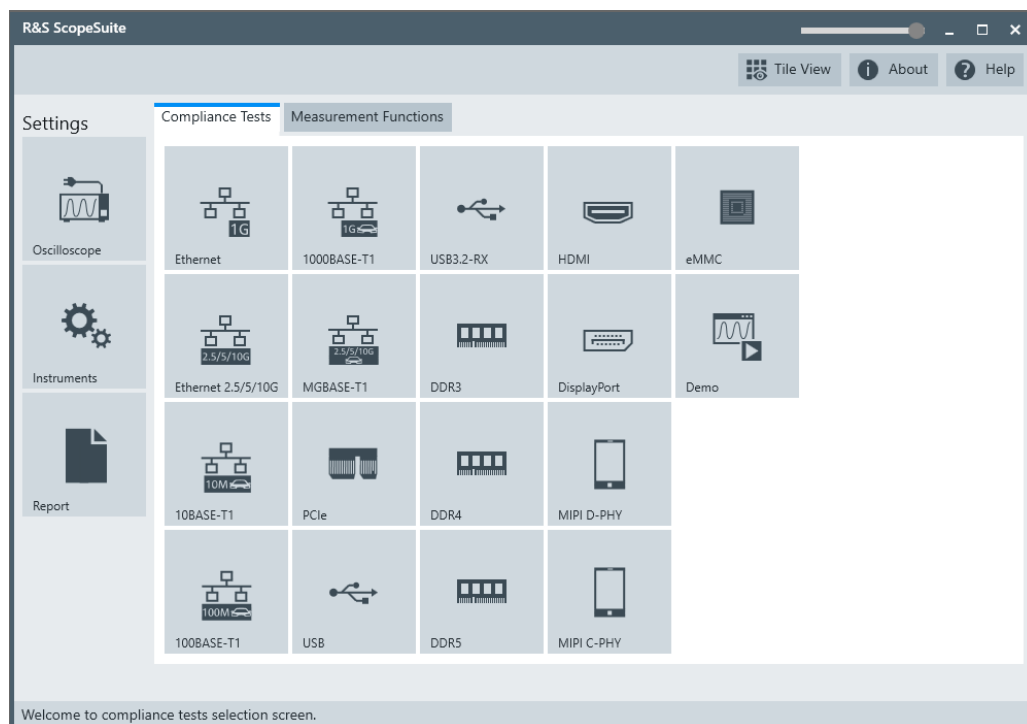 R&S ScopeSuite
Tile View
About
Help
Settings
Compliance Tests
Measurement Functions
Oscilloscope
Instruments
Report
1G
Ethernet
1G
1000BASE-T1
USB3.2-RX
HDMI
eMMC
2.5/5/10G
Ethernet 2.5/5/10G
2.5/5/10G
MGBASE-T1
DDR3
DisplayPort
Demo
10M
10BASE-T1
PCIe
DDR4
MIPI D-PHY
100M
100BASE-T1
USB
DDR5
MIPI C-PHY
Welcome to compliance tests selection screen.